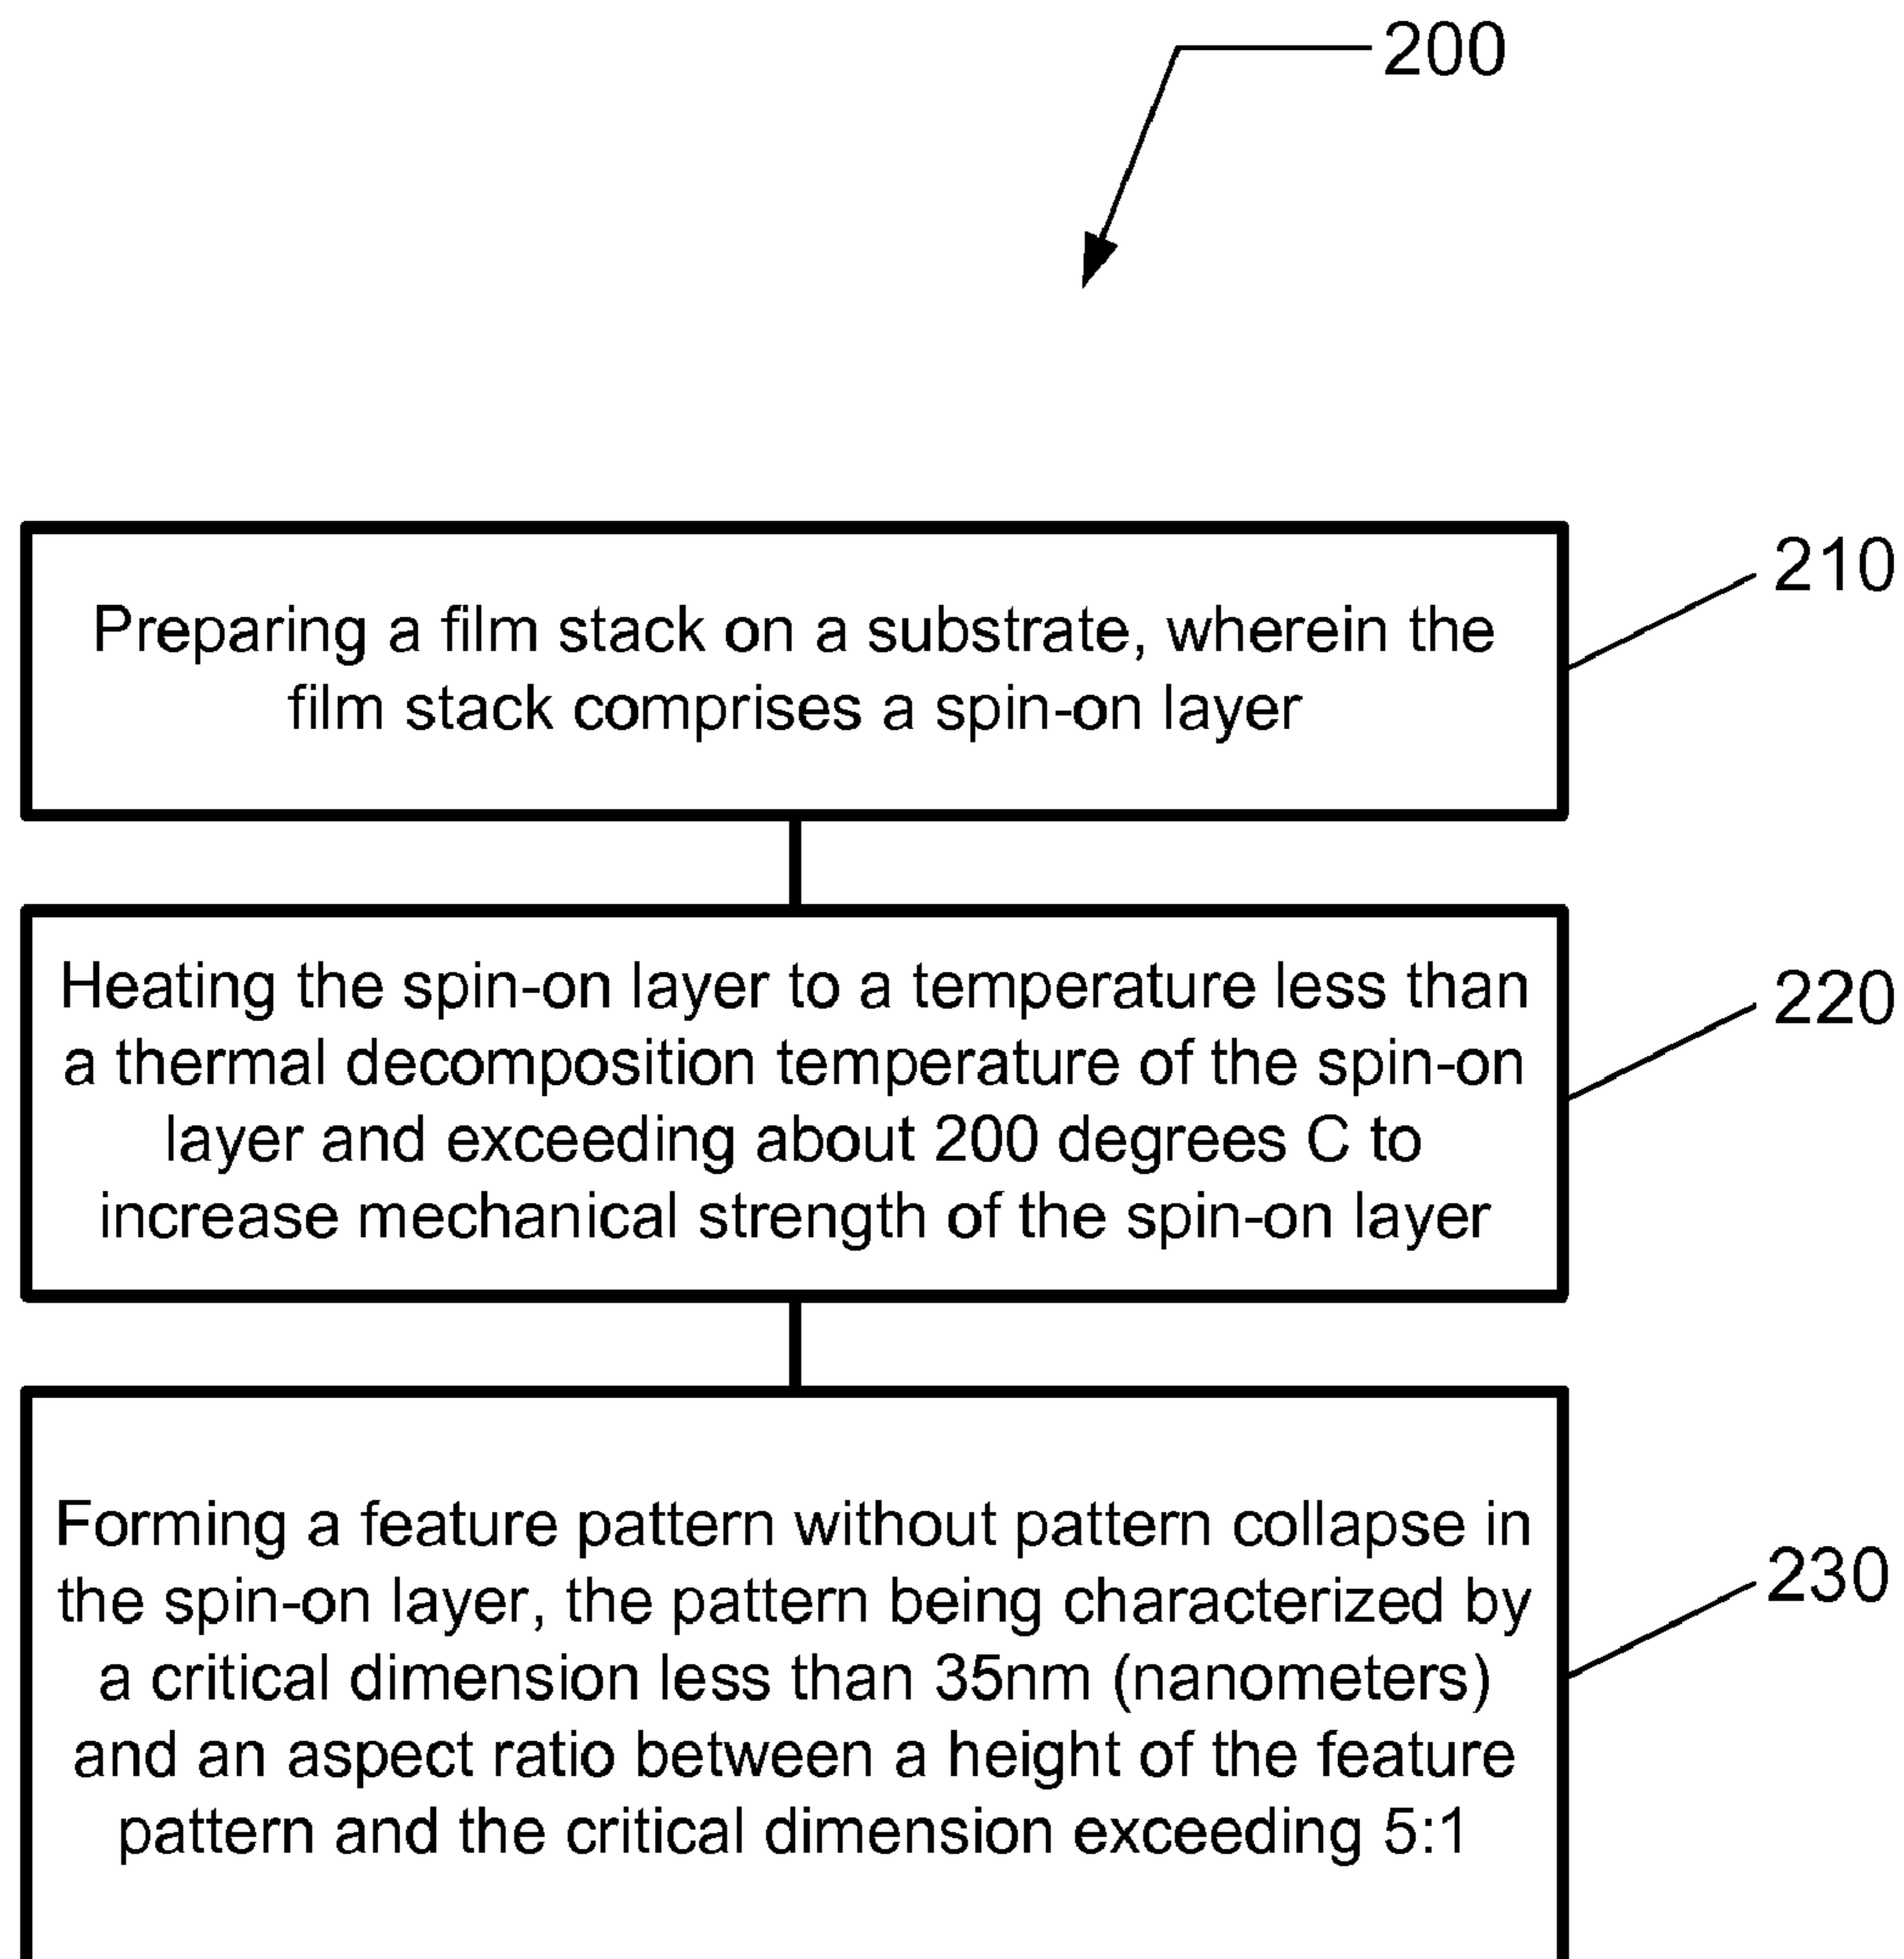 200
210
Preparing a film stack on a substrate, wherein the
film stack comprises a spin-on layer
220
Heating the spin-on layer to a temperature less than
a thermal decomposition temperature of the spin-on
layer and exceeding about 200 degrees C to
increase mechanical strength of the spin-on layer
230
Forming a feature pattern without pattern collapse in
the spin-on layer, the pattern being characterized by
a critical dimension less than 35nm (nanometers)
and an aspect ratio between a height of the feature
pattern and the critical dimension exceeding 5:1